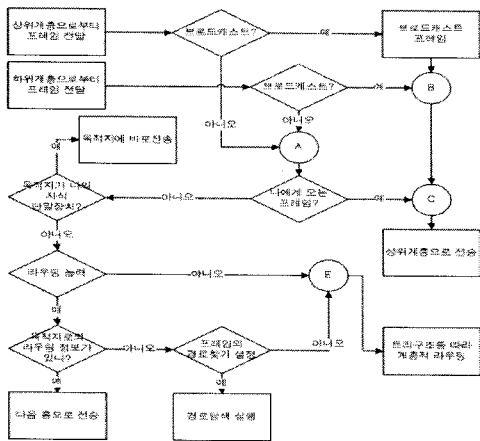 상위계층으로부터
프레임 전달
브로드캐스트?
예
브로드캐스트
프레임
하위계층으로부터
프레임 전달
브로드캐스트?
예
B
아니오
아니오
목적지에 바로전송
A
예
목적지가 나의
자식
단말장치?
아니오
나에게 오는
프레임?
예
C
아니오
상위계층으로 전송
라우팅 능력
아니오
E
예
목적지로의
라우팅 정보가
있나?
아니오
프레임의
경로찾기 설정
아니오
트리구조를 따라
계층적 라우팅
예
예
다음 홉으로 전송
경로탐색 실행